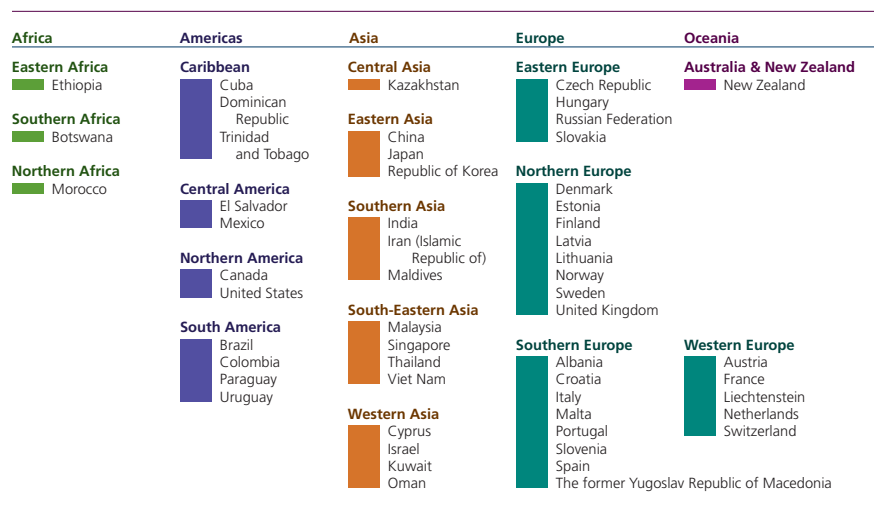 Africa
Eastern Africa
Ethiopia
Southern Africa
Botswana
Northern Africa
Morocco
Americas
Caribbean
Cuba
Dominican
Republic
Trinidad
and Tobago
Central America
El Salvador
Mexico
Northern America
Canada
United States
South America
Brazil
Colombia
Paraguay
Uruguay
Asia
Central Asia
Kazakhstan
Eastern Asia
China
Japan
Republic of Korea
Southern Asia
India
Iran (Islamic
Republic of)
Maldives
South-Eastern Asia
Malaysia
Singapore
Thailand
Viet Nam
Western Asia
Cyprus
Israel
Kuwait
Oman
Europe
Eastern Europe
Czech Republic
Hungary
Russian Federation
Slovakia
Northern Europe
Denmark
Estonia
Finland
Latvia
Lithuania
Norway
Sweden
United Kingdom
Southern Europe
Albania
Croatia
Italy
Malta
Portugal
Slovenia
Spain
The former Yugoslav Republic of Macedonia
Oceania
Australia & New Zealand
New Zealand
Western Europe
Austria
France
Liechtenstein
Netherlands
Switzerland